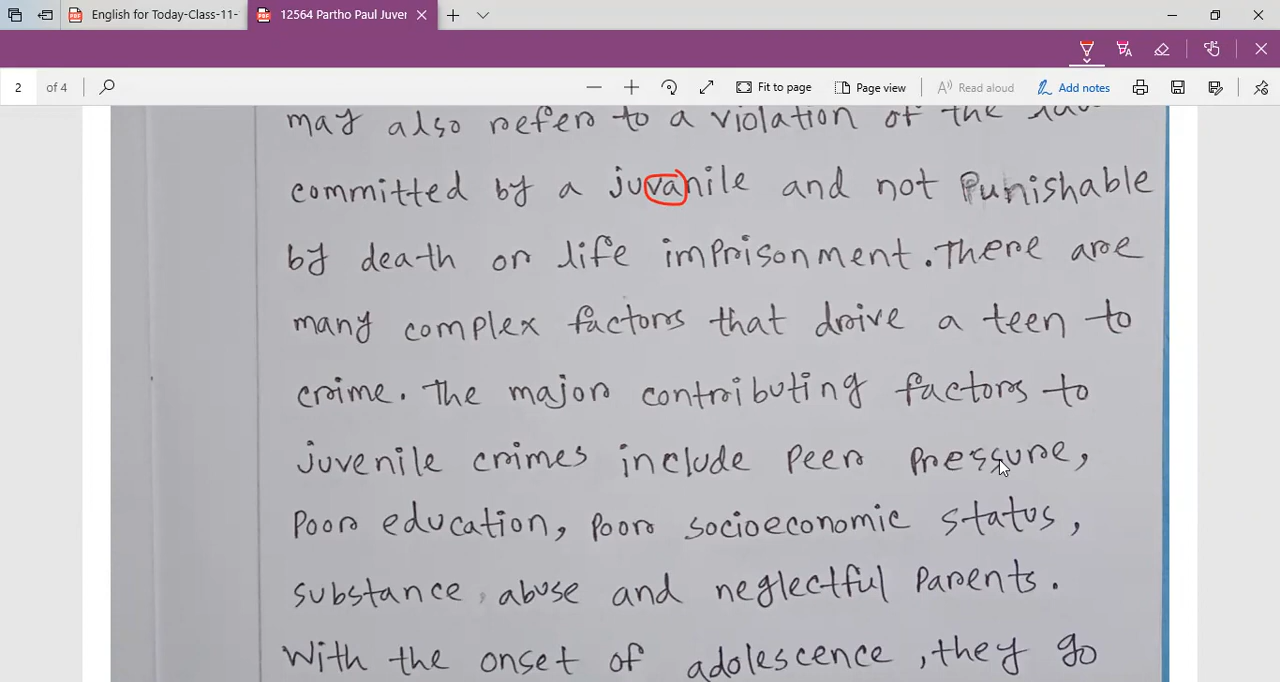 English for Today-Class-11-
12564 Partho Paul Juver
2 of 4
Fit to page
Page view
Read aloud
Add notes
may also refer to a violation of the law
committed by a juvanile and not Punishable
by death or life imprisonment. There are
many complex factors that drive a teen to
crime. The major contributing factors to
juvenile crimes include Peer Pressure,
Poor education, Poor socioeconomic status,
substance, abuse and neglectful Parents.
With the onset of adolescence, they go